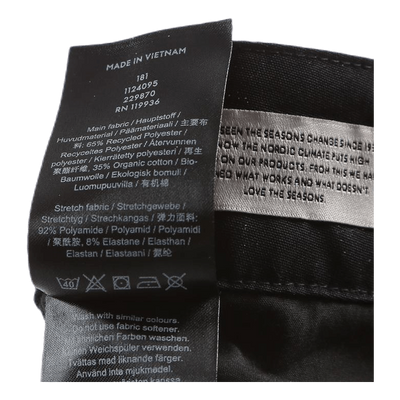 MADE IN VIETNAM
181
1124095
229870
RN 119936
Main fabric / Hauptstoff /
Huvudmaterial / Päämateriaali / 主要布
料: 65% Recycled Polyester /
Recyceltes Polyester / Återvunnen
polyester / Kierrätetty polyesteri / 再生
聚酯纤维, 35% Organic cotton / Bio-
Baumwolle / Ekologisk bomull /
Luomupuuvilla / 有机棉
Stretch fabric / Stretchgewebe /
Stretchtyg / Strechkangas / 弹力面料:
92% Polyamide / Polyamid / Polyamidi
/ 聚酰胺, 8% Elastane / Elasthan /
Elastan / Elastaani / 氨纶
40
Wash with similar colours.
Do not use fabric softener.
Mit ähnlichen Farben waschen.
Keinen Weichspüler verwenden.
Tvättas med liknande färger.
Använd inte mjukmedel.
SEEN THE SEASONS CHANGE SINCE
OW THE NORDIC CLIMATE PUTS HIGH
ON OUR PRODUCTS. FROM THIS WE HAV
HED WHAT WORKS AND WHAT DOESN'T.
LOVE THE SEASONS.